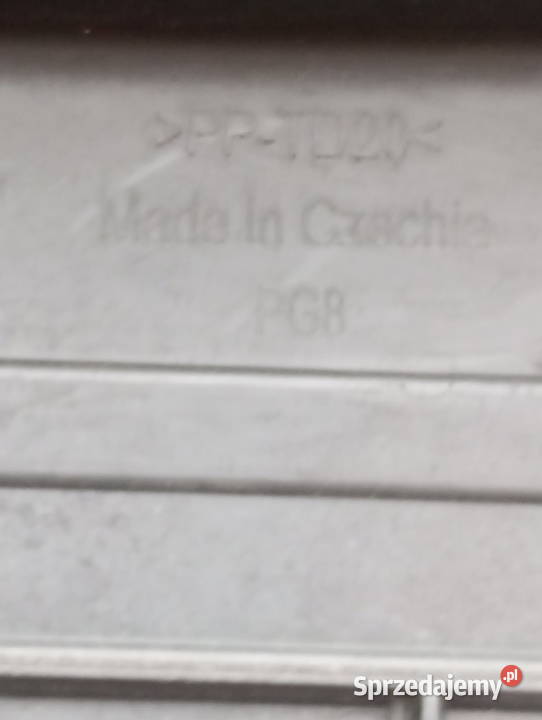 >PP-TD20<
Made In Czechia
PG8
Sprzedajemy.pl